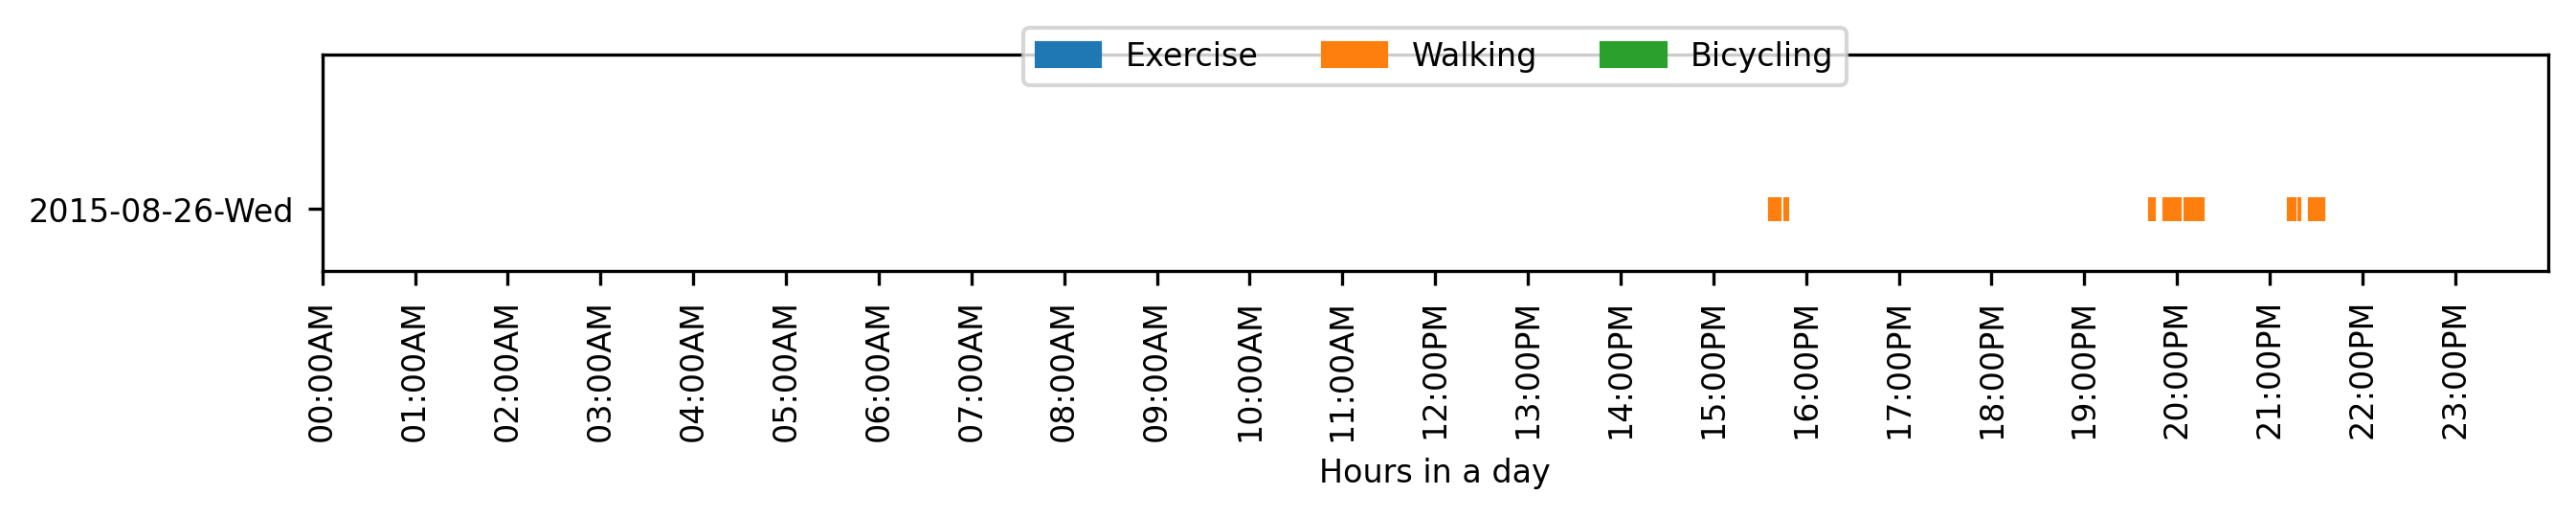 Exercise Walking Bicycling
2015-08-26-Wed
00:00AM
01:00AM
02:00AM
03:00AM
04:00AM
05:00AM
06:00AM
07:00AM
08:00AM
09:00AM
10:00AM
11:00AM
12:00PM
13:00PM
14:00PM
15:00PM
16:00PM
17:00PM
18:00PM
19:00PM
20:00PM
21:00PM
22:00PM
23:00PM
Hours in a day